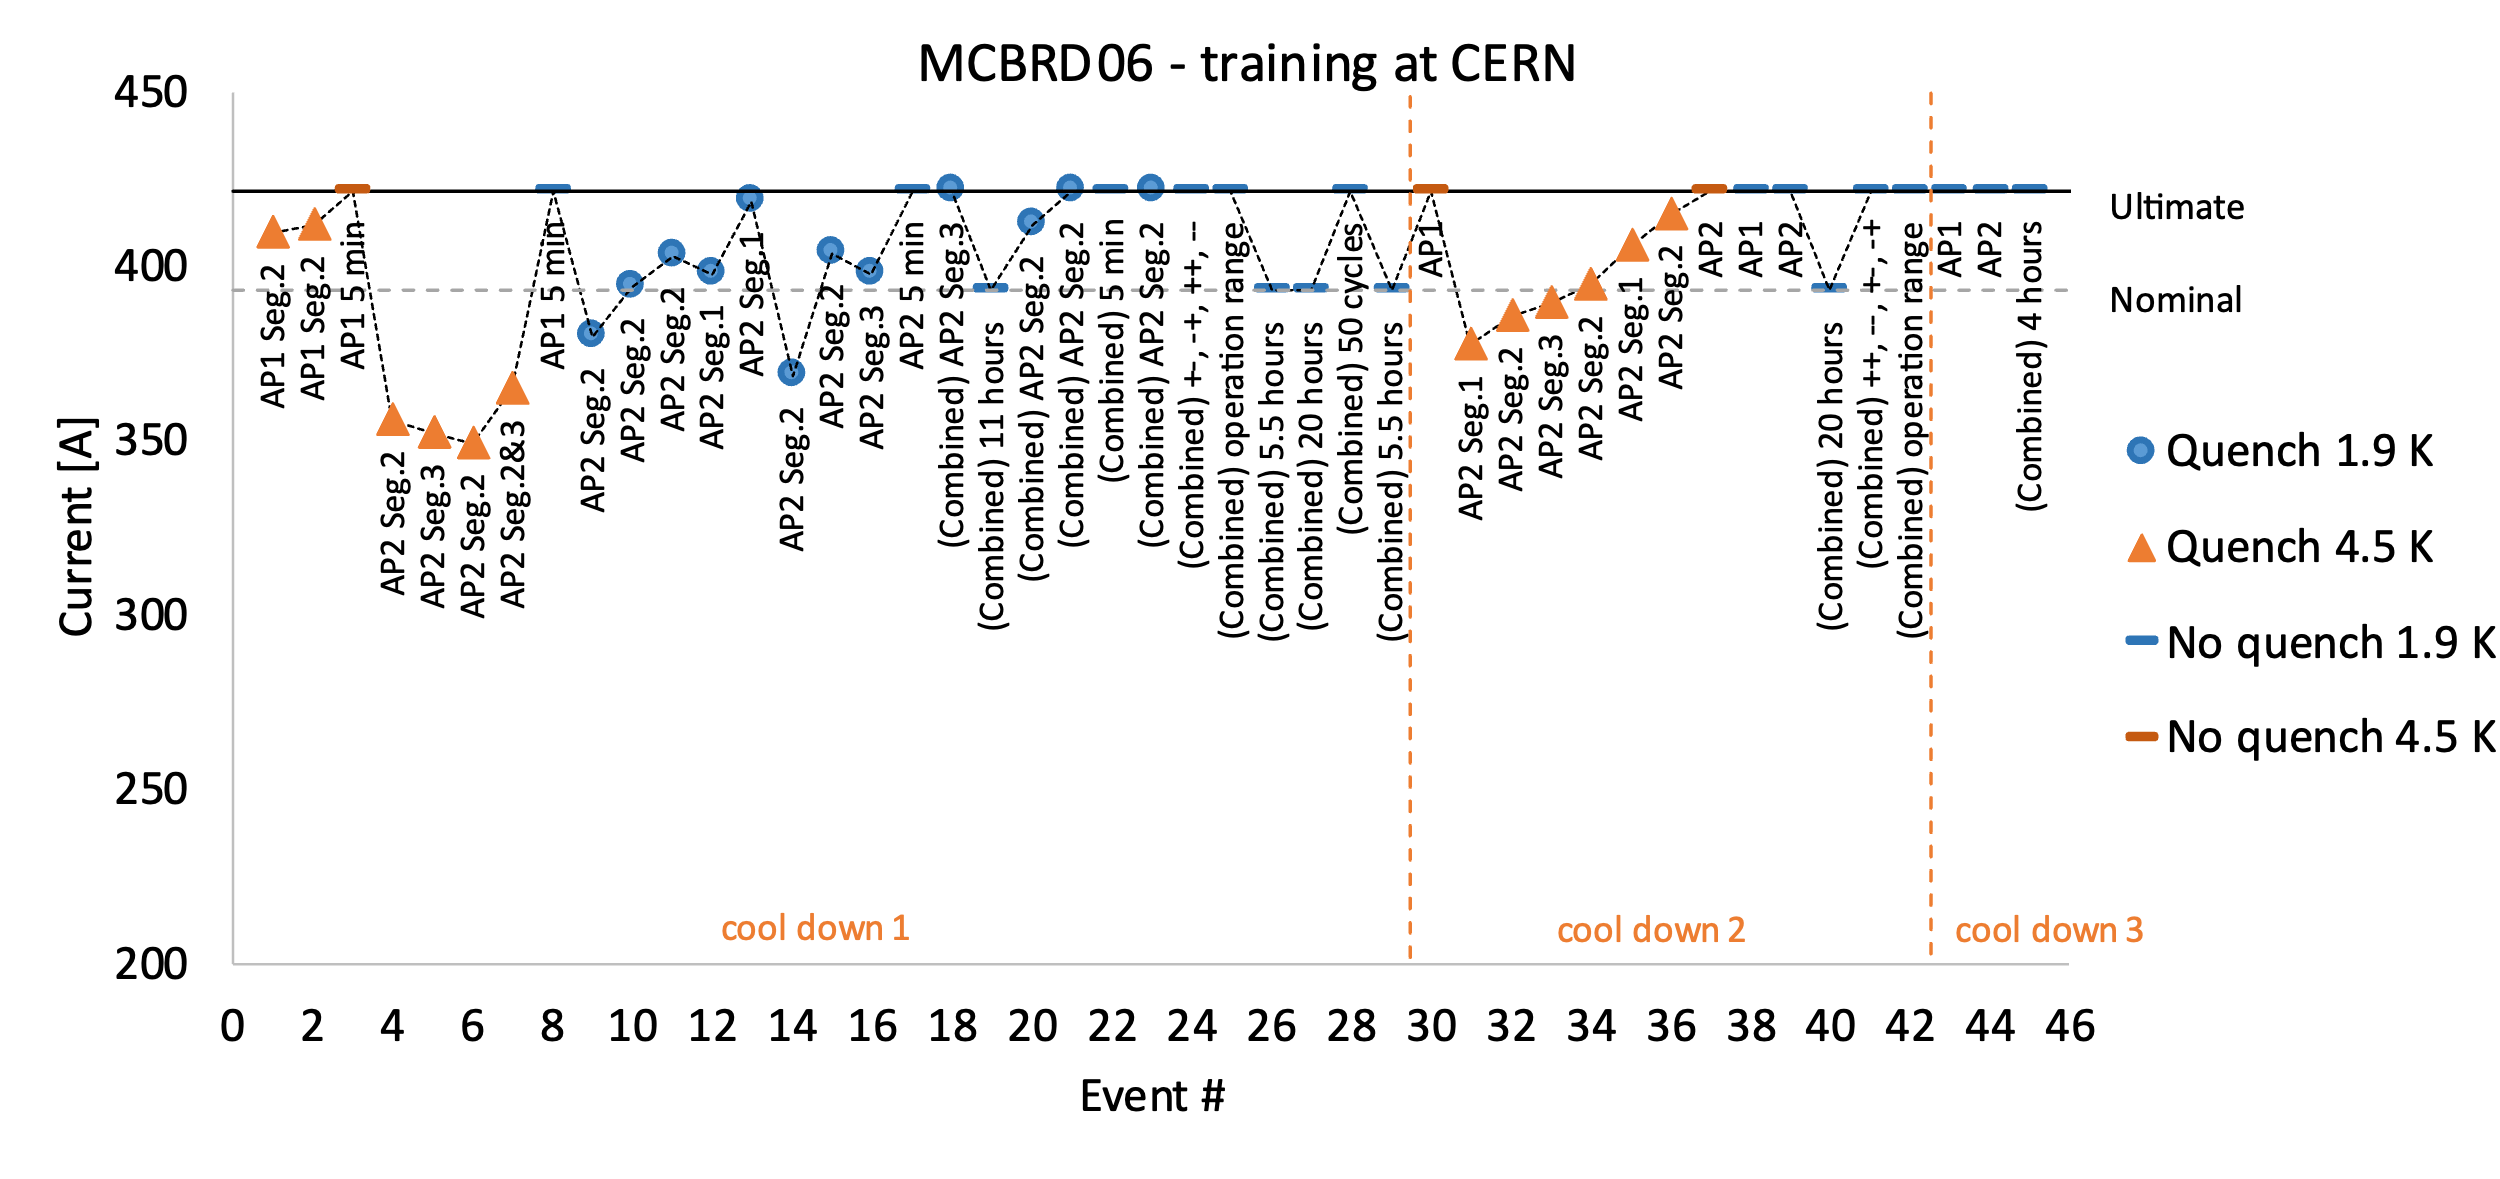 MCBRD06 - training at CERN
450
400
350
300
250
200
Current [A]
AP1 Seg.2
AP1 Seg.2
AP1 5 min
AP2 Seg.2
AP2 Seg.3
AP2 Seg.2
AP2 Seg.2&3
AP1 5 min
AP2 Seg.2
AP2 Seg.2
AP2 Seg.2
AP2 Seg.1
AP2 Seg.1
AP2 Seg.2
AP2 Seg.2
AP2 Seg.3
AP2 5 min
(Combined) AP2 Seg.3
(Combined) 11 hours
(Combined) AP2 Seg.2
(Combined) AP2 Seg.2
(Combined) 5 min
(Combined) AP2 Seg.2
(Combined) +-, -+, ++, --
(Combined) operation range
(Combined) 5.5 hours
(Combined) 20 hours
(Combined) 50 cycles
(Combined) 5.5 hours
AP1
AP2 Seg.1
AP2 Seg.2
AP2 Seg.3
AP2 Seg.2
AP2 Seg.1
AP2 Seg.2
AP2
AP1
AP2
(Combined) 20 hours
(Combined) ++, --, +-, -+
(Combined) operation range
AP1
AP2
(Combined) 4 hours
Ultimate
Nominal
Quench 1.9 K
Quench 4.5 K
No quench 1.9 K
No quench 4.5 K
cool down 1
cool down 2
cool down 3
0 2 4 6 8 10 12 14 16 18 20 22 24 26 28 30 32 34 36 38 40 42 44 46
Event #